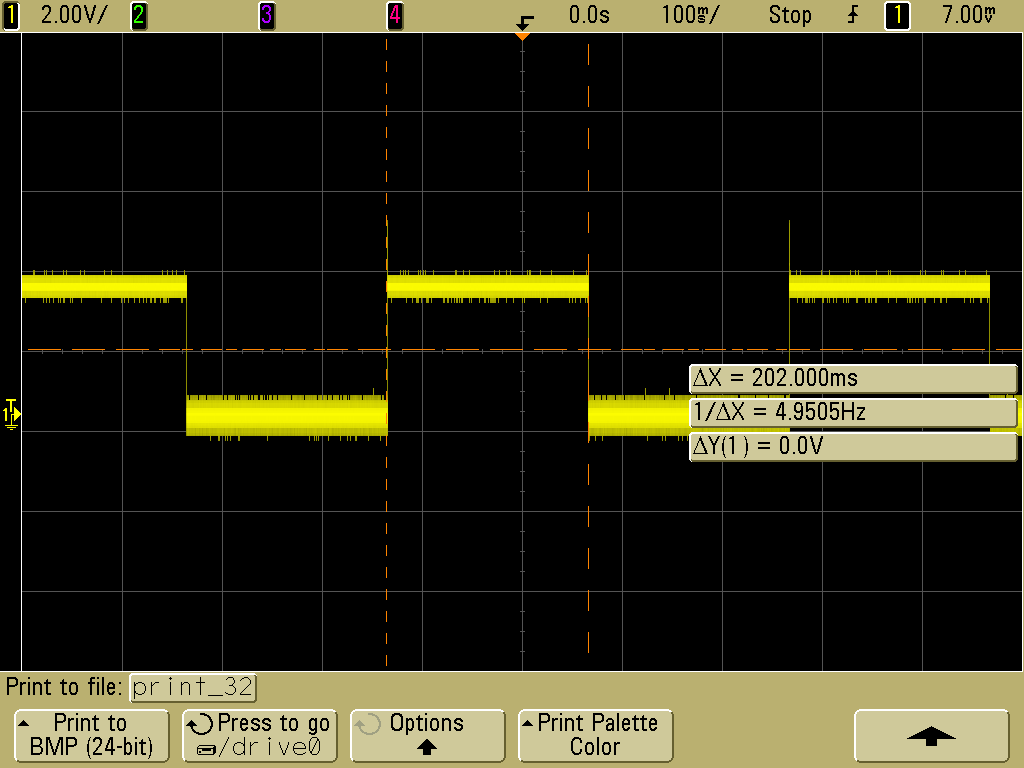 1 2.00V/ 2 3 4 0.0s 100ms/ Stop 1 7.00mV
T
1
ΔX = 202.000ms
1/ΔX = 4.9505Hz
ΔY(1) = 0.0V
Print to file: print_32
Print to
BMP (24-bit)
Press to go
/drive0
Options
Print Palette
Color